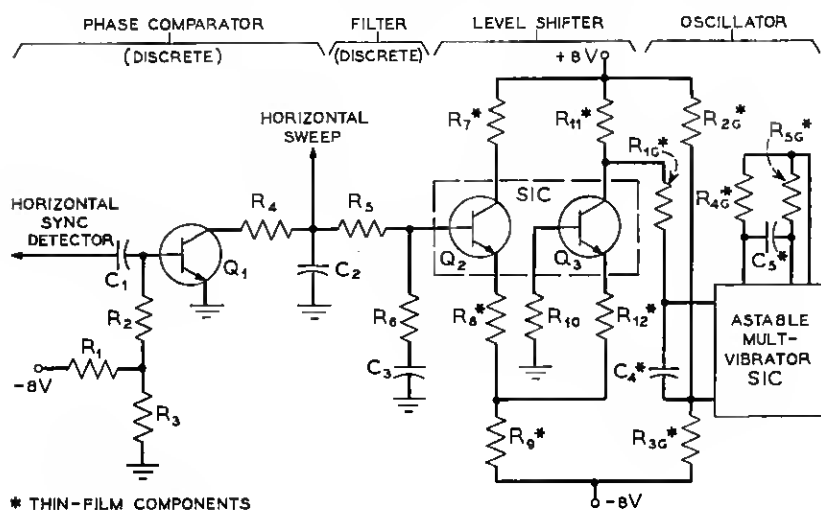 PHASE COMPARATOR
(DISCRETE)
FILTER
(DISCRETE)
LEVEL SHIFTER
OSCILLATOR
+8V
R7*
R11*
R2G*
R5G*
HORIZONTAL
SWEEP
R1G*
R4G*
SIC
HORIZONTAL
SYNC
DETECTOR
R4
R5
C5*
C1
Q1
Q2
Q3
C2
R2
R6
R8*
R10
R12*
ASTABLE
MULT-
VIBRATOR
SIC
R1
-8V
C3
C4*
R3
R9*
R3G*
-8V
* THIN-FILM COMPONENTS